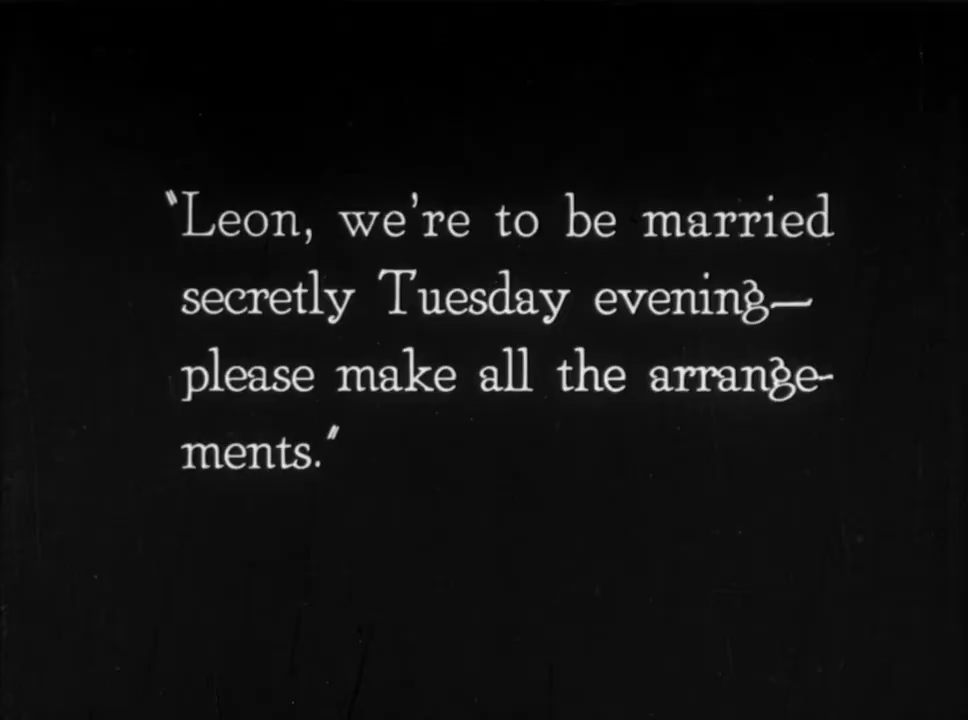 "Leon, we're to be married
secretly Tuesday evening—
please make all the arrange-
ments."